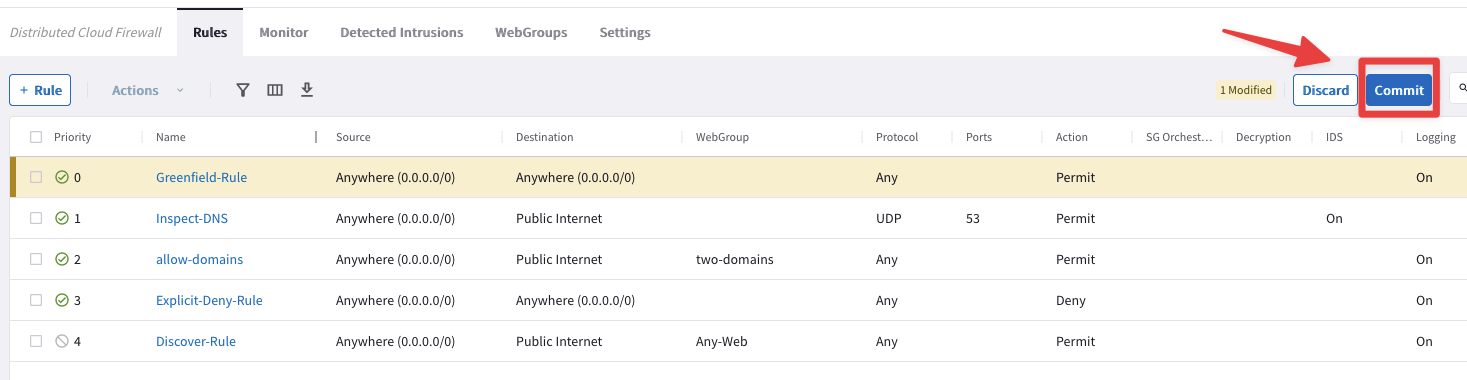 Distributed Cloud Firewall Rules Monitor Detected Intrusions WebGroups Settings
+ Rule Actions 1 Modified Discard Commit
Priority Name Source Destination WebGroup Protocol Ports Action SG Orchest... Decryption IDS Logging
0 Greenfield-Rule Anywhere (0.0.0.0/0) Anywhere (0.0.0.0/0) Any Permit On
1 Inspect-DNS Anywhere (0.0.0.0/0) Public Internet UDP 53 Permit On
2 allow-domains Anywhere (0.0.0.0/0) Public Internet two-domains Any Permit On
3 Explicit-Deny-Rule Anywhere (0.0.0.0/0) Anywhere (0.0.0.0/0) Any Deny On
4 Discover-Rule Anywhere (0.0.0.0/0) Public Internet Any-Web Any Permit On